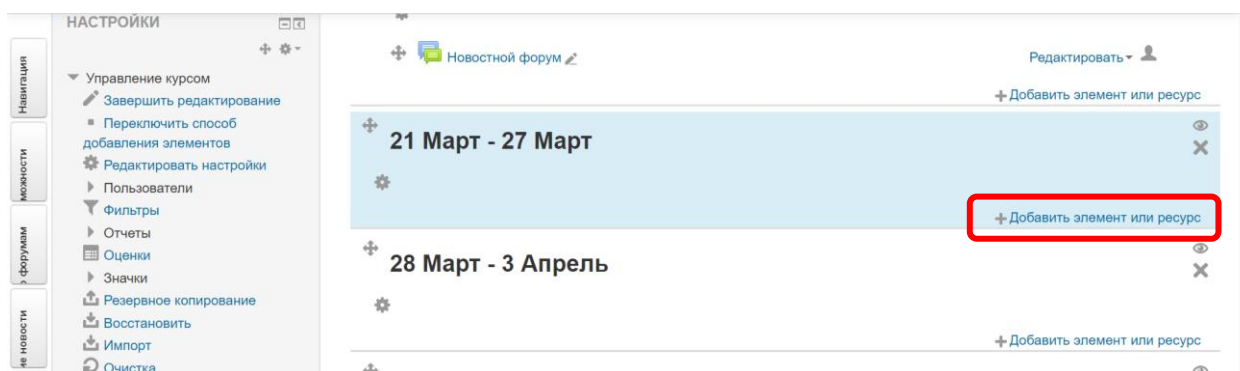 НАСТРОЙКИ
Навигация
Управление курсом
Завершить редактирование
Переключить способ
добавления элементов
Редактировать настройки
Пользователи
Фильтры
Отчеты
Оценки
Значки
Резервное копирование
Восстановить
Импорт
Очистка
можности
форумам
ие новости
Новостной форум
Редактировать
Добавить элемент или ресурс
21 Март - 27 Март
Добавить элемент или ресурс
28 Март - 3 Апрель
Добавить элемент или ресурс